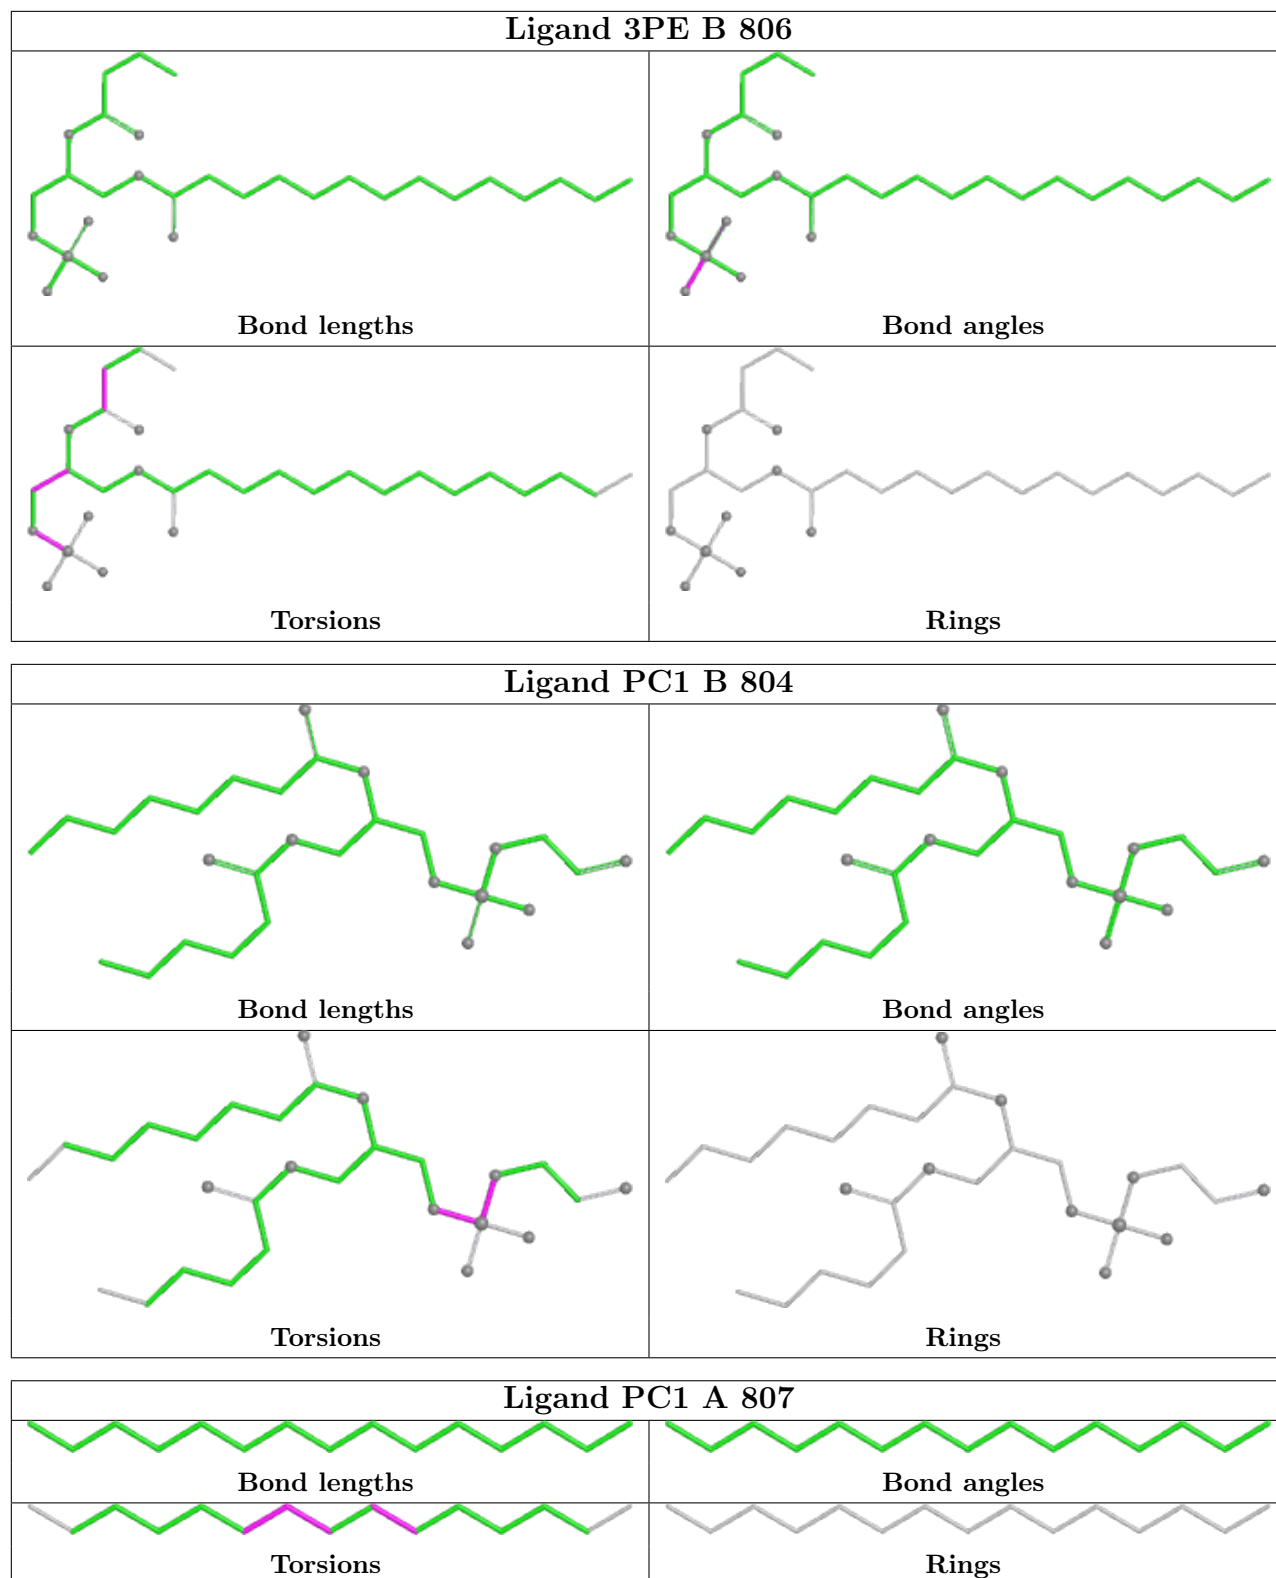 Ligand 3PE B 806
Bond lengths
Bond angles
Torsions
Rings
Ligand PC1 B 804
Bond lengths
Bond angles
Torsions
Rings
Ligand PC1 A 807
Bond lengths
Bond angles
Torsions
Rings